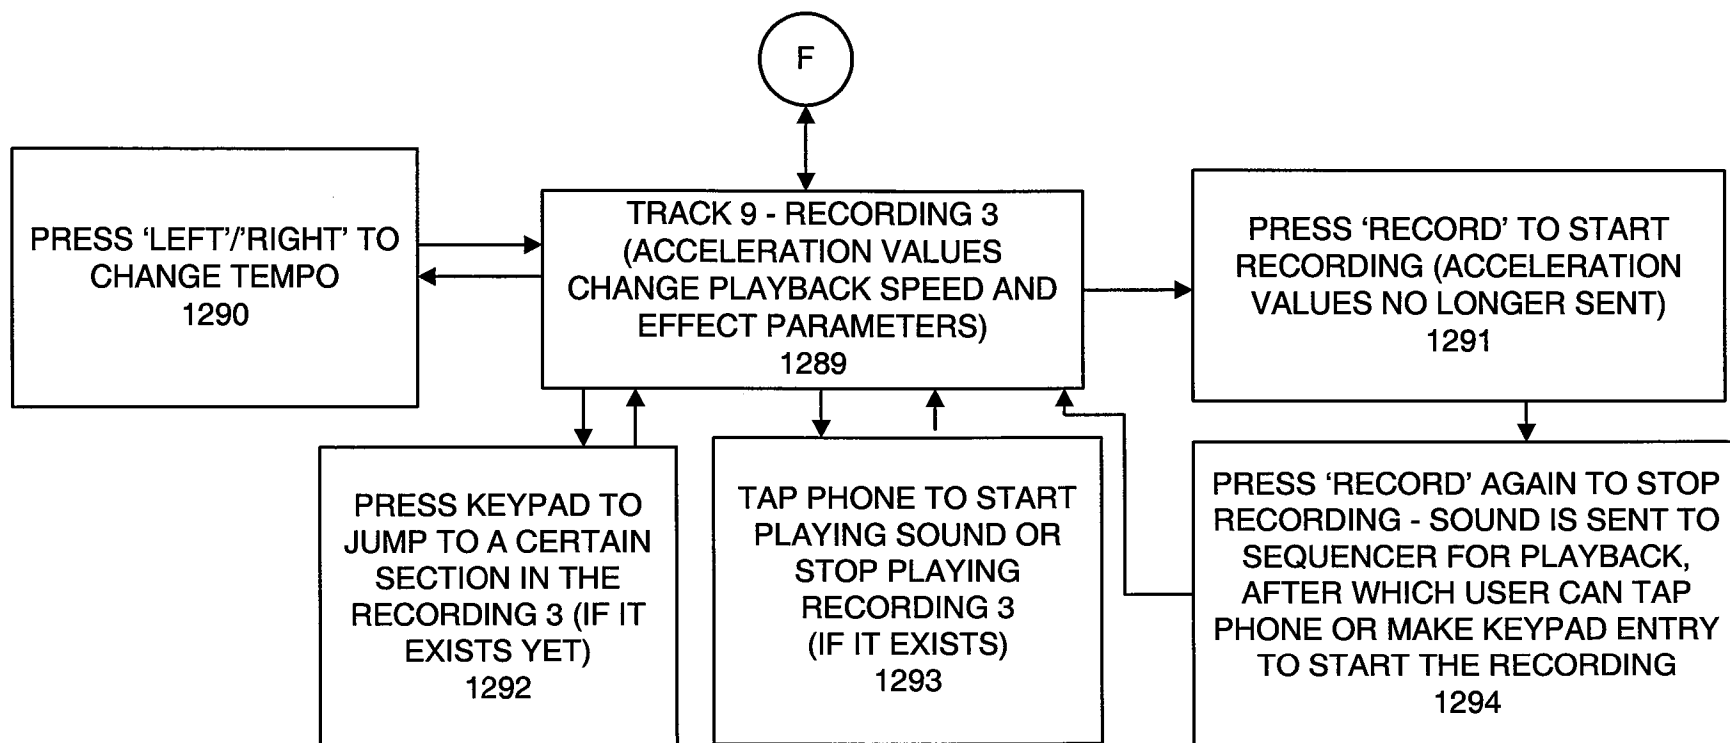 F
PRESS ‘LEFT’/’RIGHT’ TO
CHANGE TEMPO
1290
TRACK 9 - RECORDING 3
(ACCELERATION VALUES
CHANGE PLAYBACK SPEED AND
EFFECT PARAMETERS)
1289
PRESS ‘RECORD’ TO START
RECORDING (ACCELERATION
VALUES NO LONGER SENT)
1291
PRESS KEYPAD TO
JUMP TO A CERTAIN
SECTION IN THE
RECORDING 3 (IF IT
EXISTS YET)
1292
TAP PHONE TO START
PLAYING SOUND OR
STOP PLAYING
RECORDING 3
(IF IT EXISTS)
1293
PRESS ‘RECORD’ AGAIN TO STOP
RECORDING - SOUND IS SENT TO
SEQUENCER FOR PLAYBACK,
AFTER WHICH USER CAN TAP
PHONE OR MAKE KEYPAD ENTRY
TO START THE RECORDING
1294